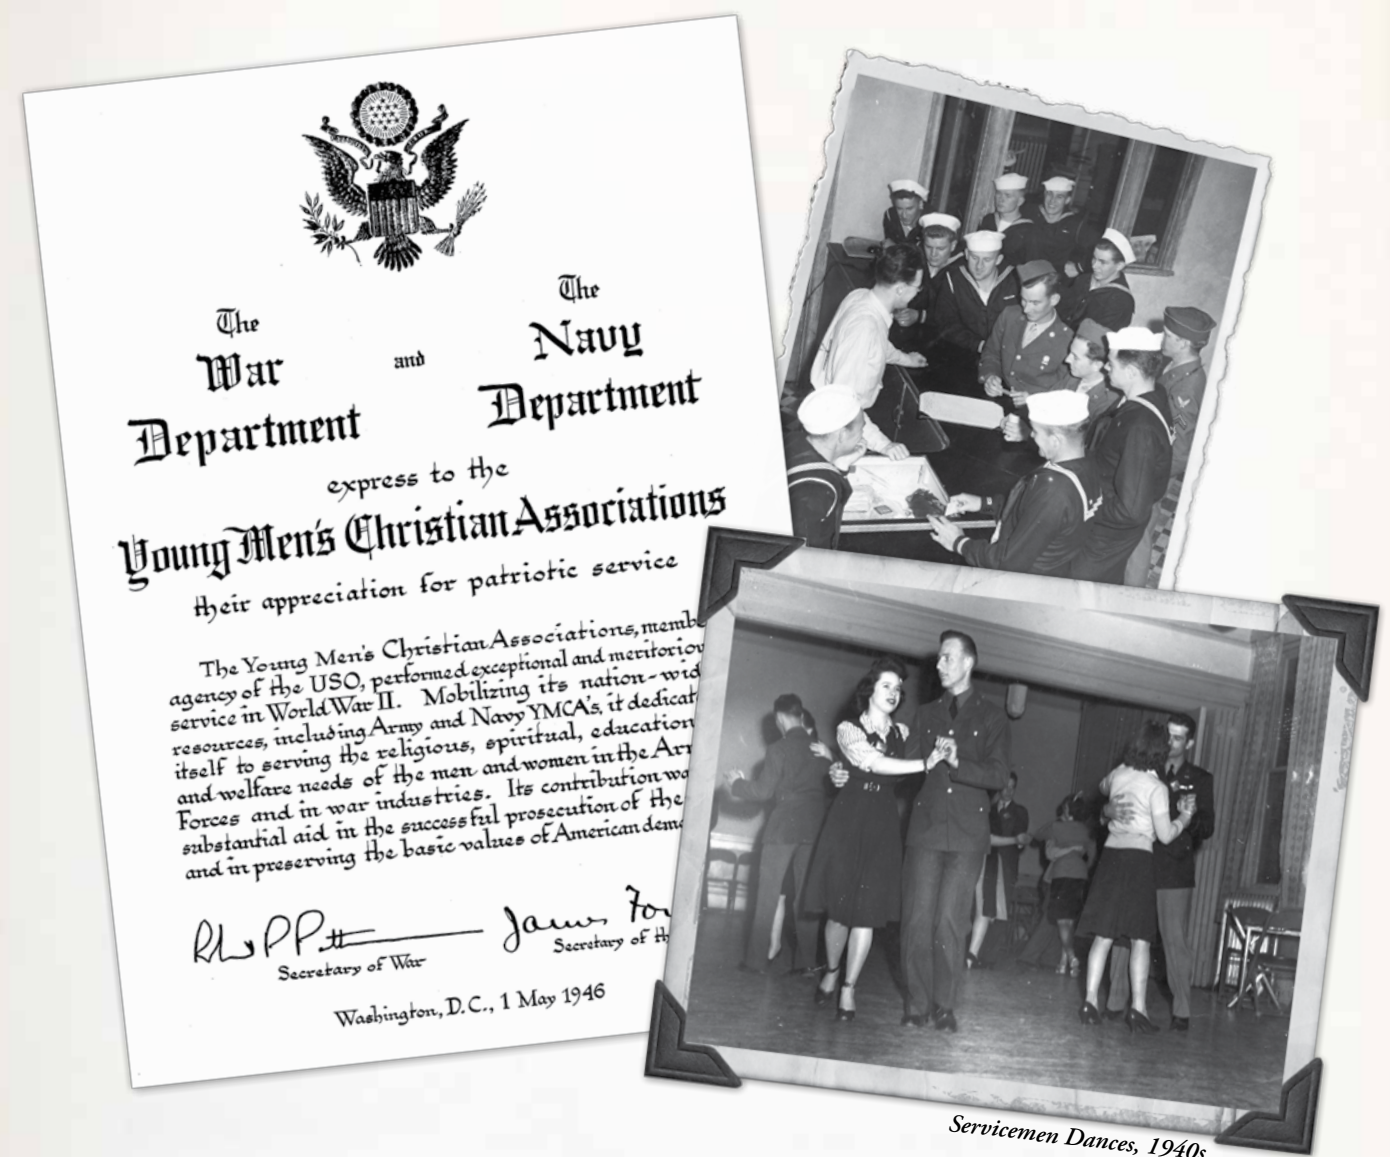 The
War
Department
and
The
Navy
Department
express to the
Young Men's Christian Associations
their appreciation for patriotic service
The Young Men's Christian Associations,
agency of the USO, performed exceptional and
service in World War II. Mobilizing its
resources, including Army and Navy YMCA's, it
itself to serving the religious, spiritual,
and welfare needs of the men and women in the
Forces and in war industries. Its contribution
substantial aid in the successful prosecution of the
and in preserving the basic values of American
James
Secretary of War
Secretary of
Washington, D.C., 1 May 1946
Servicemen Dances, 1940s